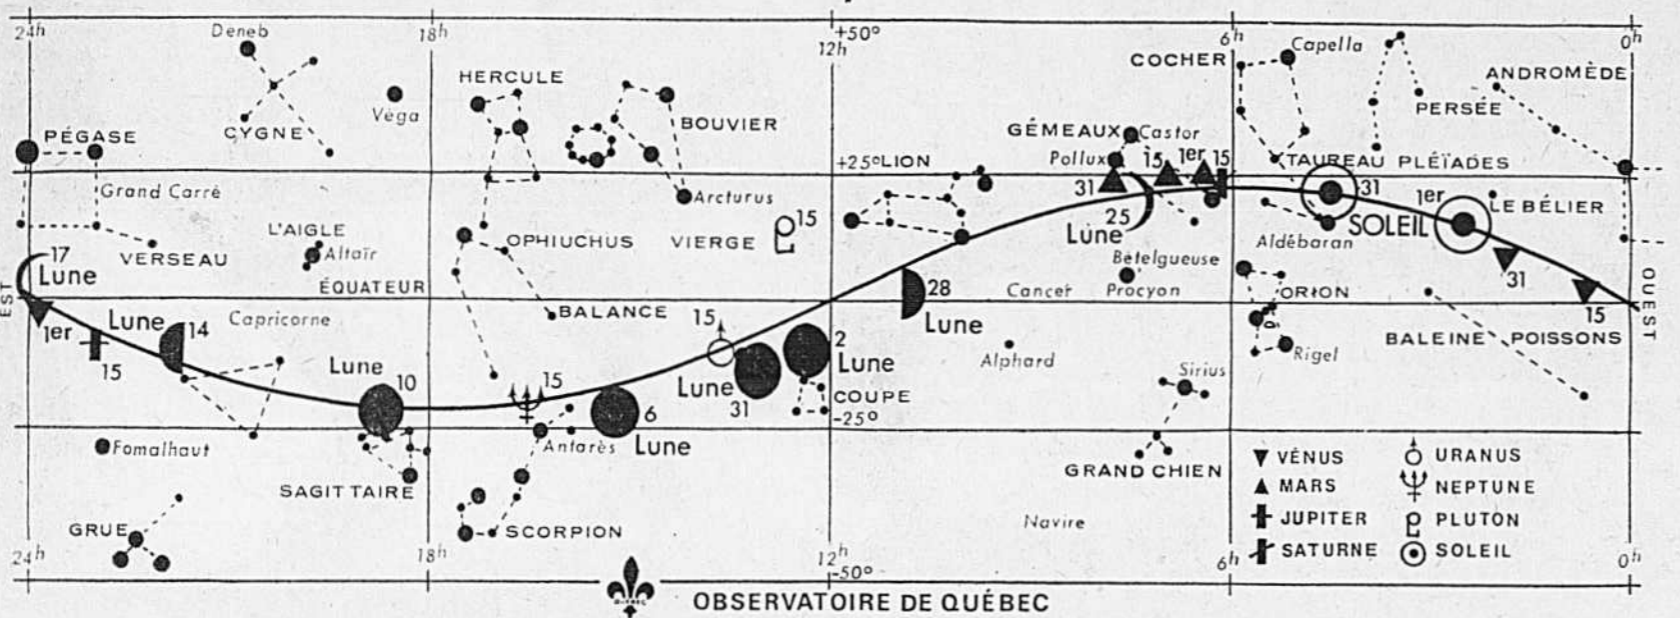 24h 18h +50° 12h 6h 0h
Deneb
HERCULE
COCHER Capella
ANDROMÈDE
PERSÉE
Véga
CYGNE
BOUVIER
PÉGASE
GÉMEAUX Castor
+25° LION
Pollux 15 1er 15
TAUREAU PLÉÏADES
31 31
Grand Carré
Arcturus
25
Lune
1er
SOLEIL
LE BÉLIER
L'AIGLE
Altaïr
OPHIUCHUS VIERGE 15
Aldébaran
VERSEAU
17
Lune
Bételgueuse
Procyon
31
EST
ÉQUATEUR
28
Lune
Cancer
ORION
15
OUEST
1er
15
Lune 14
Capricorne
BALANCE
15
2
Lune
Alphard
Rigel
BALEINE POISSONS
Lune
10
15
Lune
31
Sirius
COUPE
-25°
6
Lune
Fomalhaut
Antarès
GRAND CHIEN
SAGITTAIRE
GRUE
SCORPION
Navire
VÉNUS URANUS
MARS NEPTUNE
JUPITER PLUTON
SATURNE SOLEIL
24h 18h 12h 6h 0h
-50°
QUÉBEC
OBSERVATOIRE DE QUÉBEC